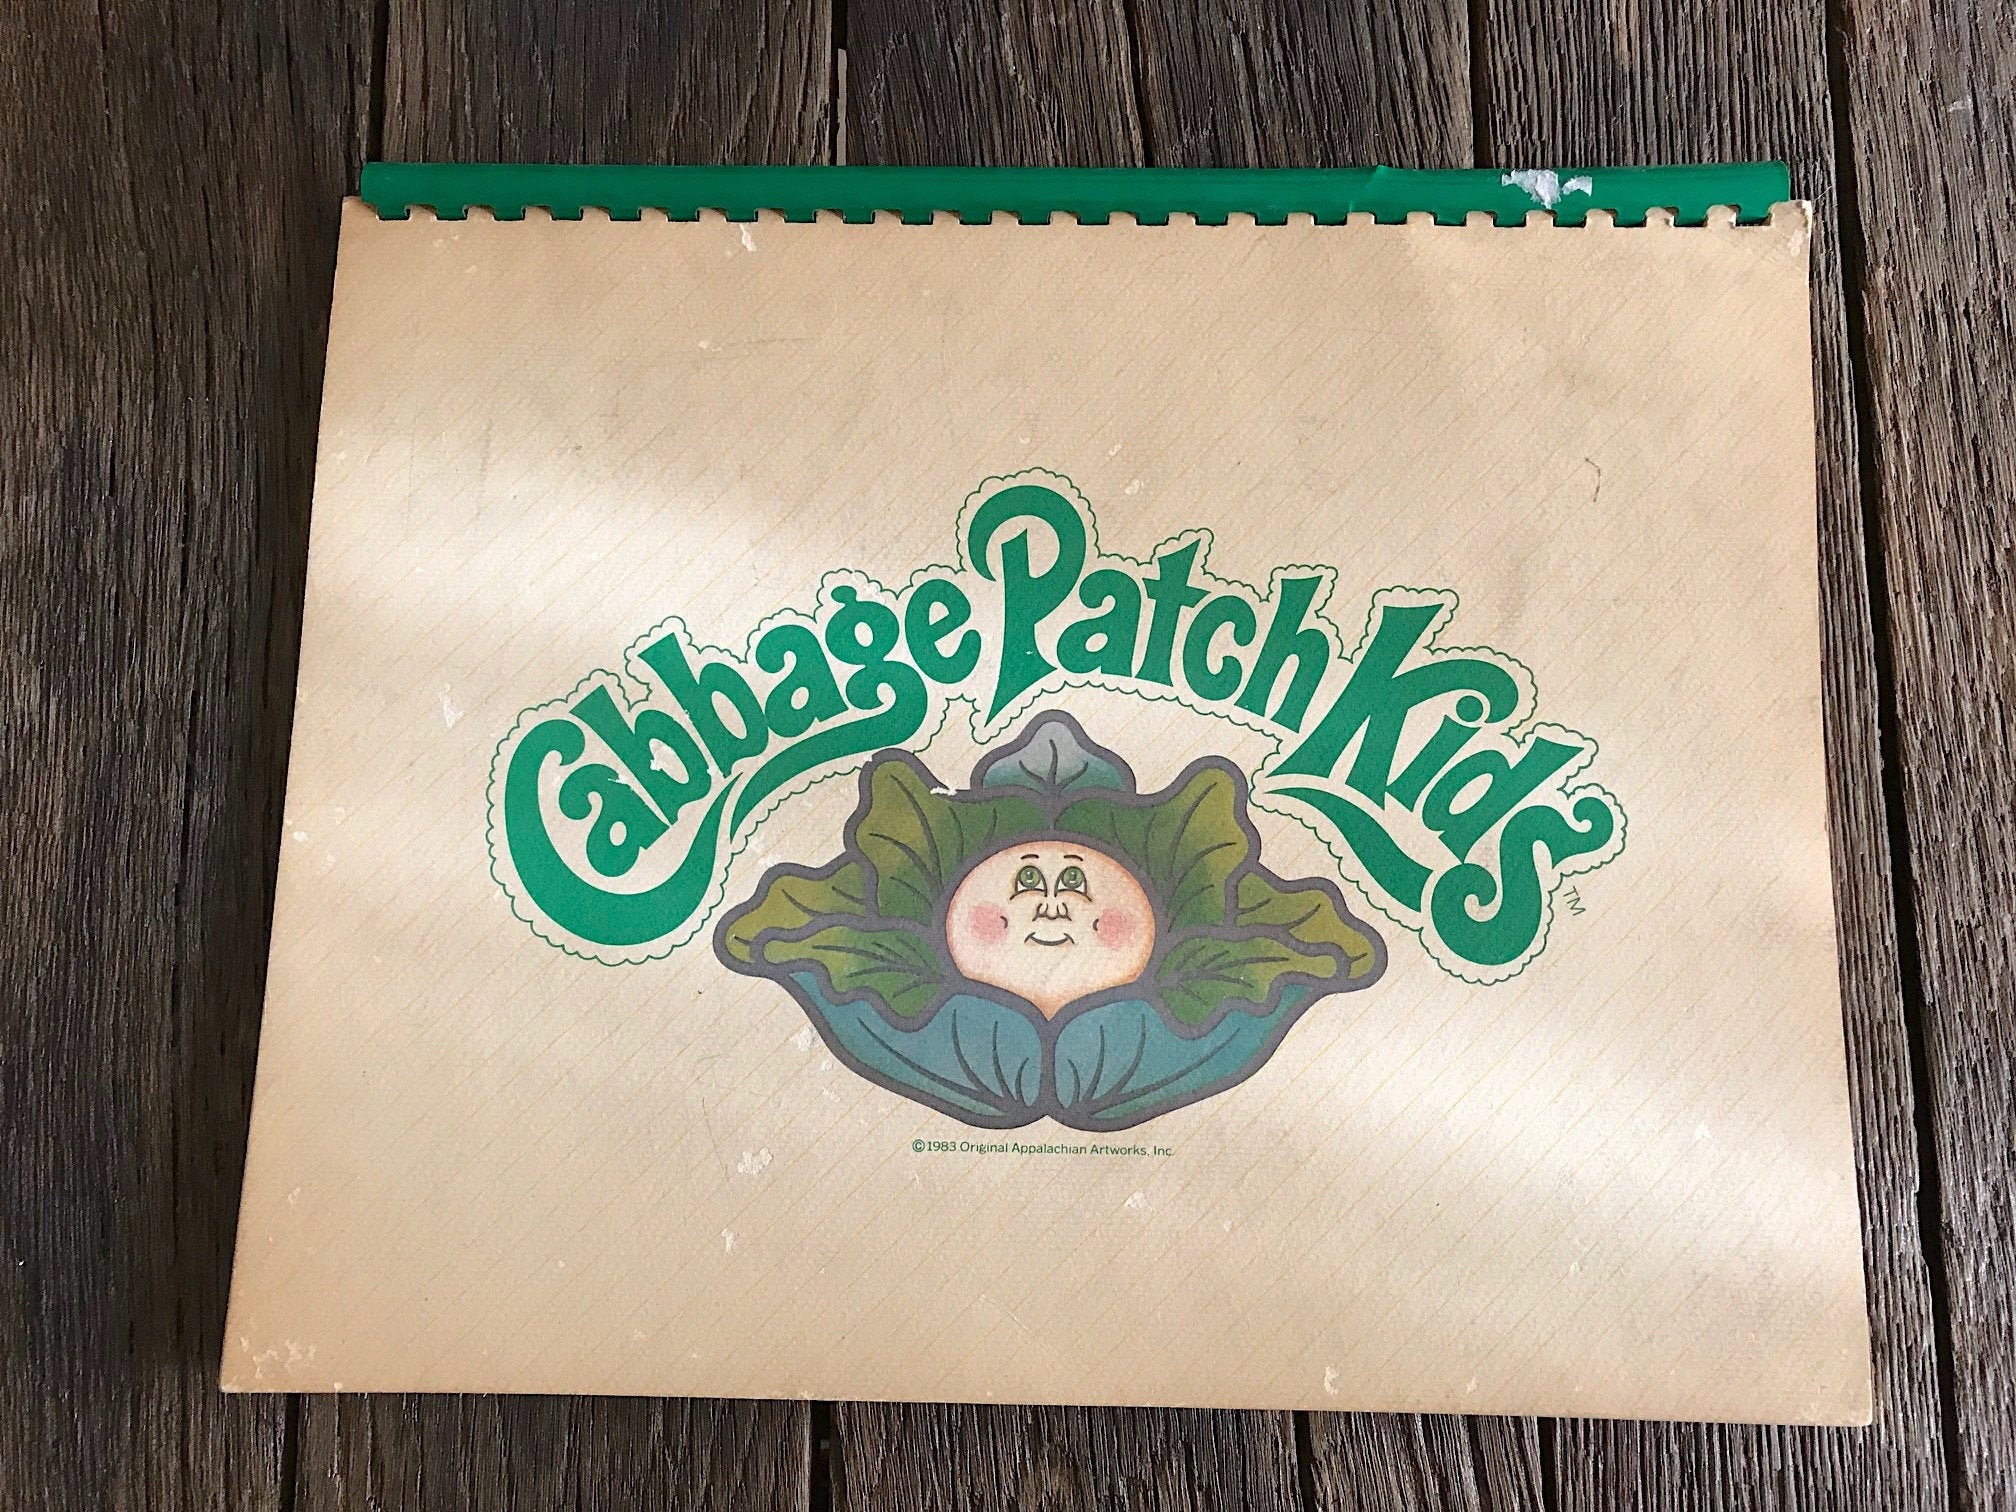 Cabbage Patch Kids™
©1983 Original Appalachian Artworks, Inc.